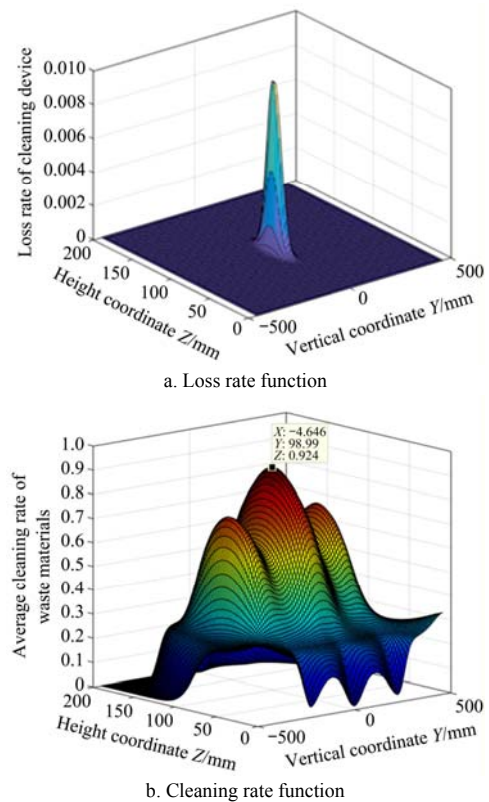 0.010
0.008
0.006
0.004
0.002
0
Loss rate of cleaning device
200
150
100
50
0
Height coordinate Z/mm
−500
0
500
Vertical coordinate Y/mm
a. Loss rate function
X: −4.646
Y: 98.99
Z: 0.924
1.0
0.9
0.8
0.7
0.6
0.5
0.4
0.3
0.2
0.1
0
Average cleaning rate of
waste materials
200
150
100
50
0
Height coordinate Z/mm
−500
0
500
Vertical coordinate Y/mm
b. Cleaning rate function